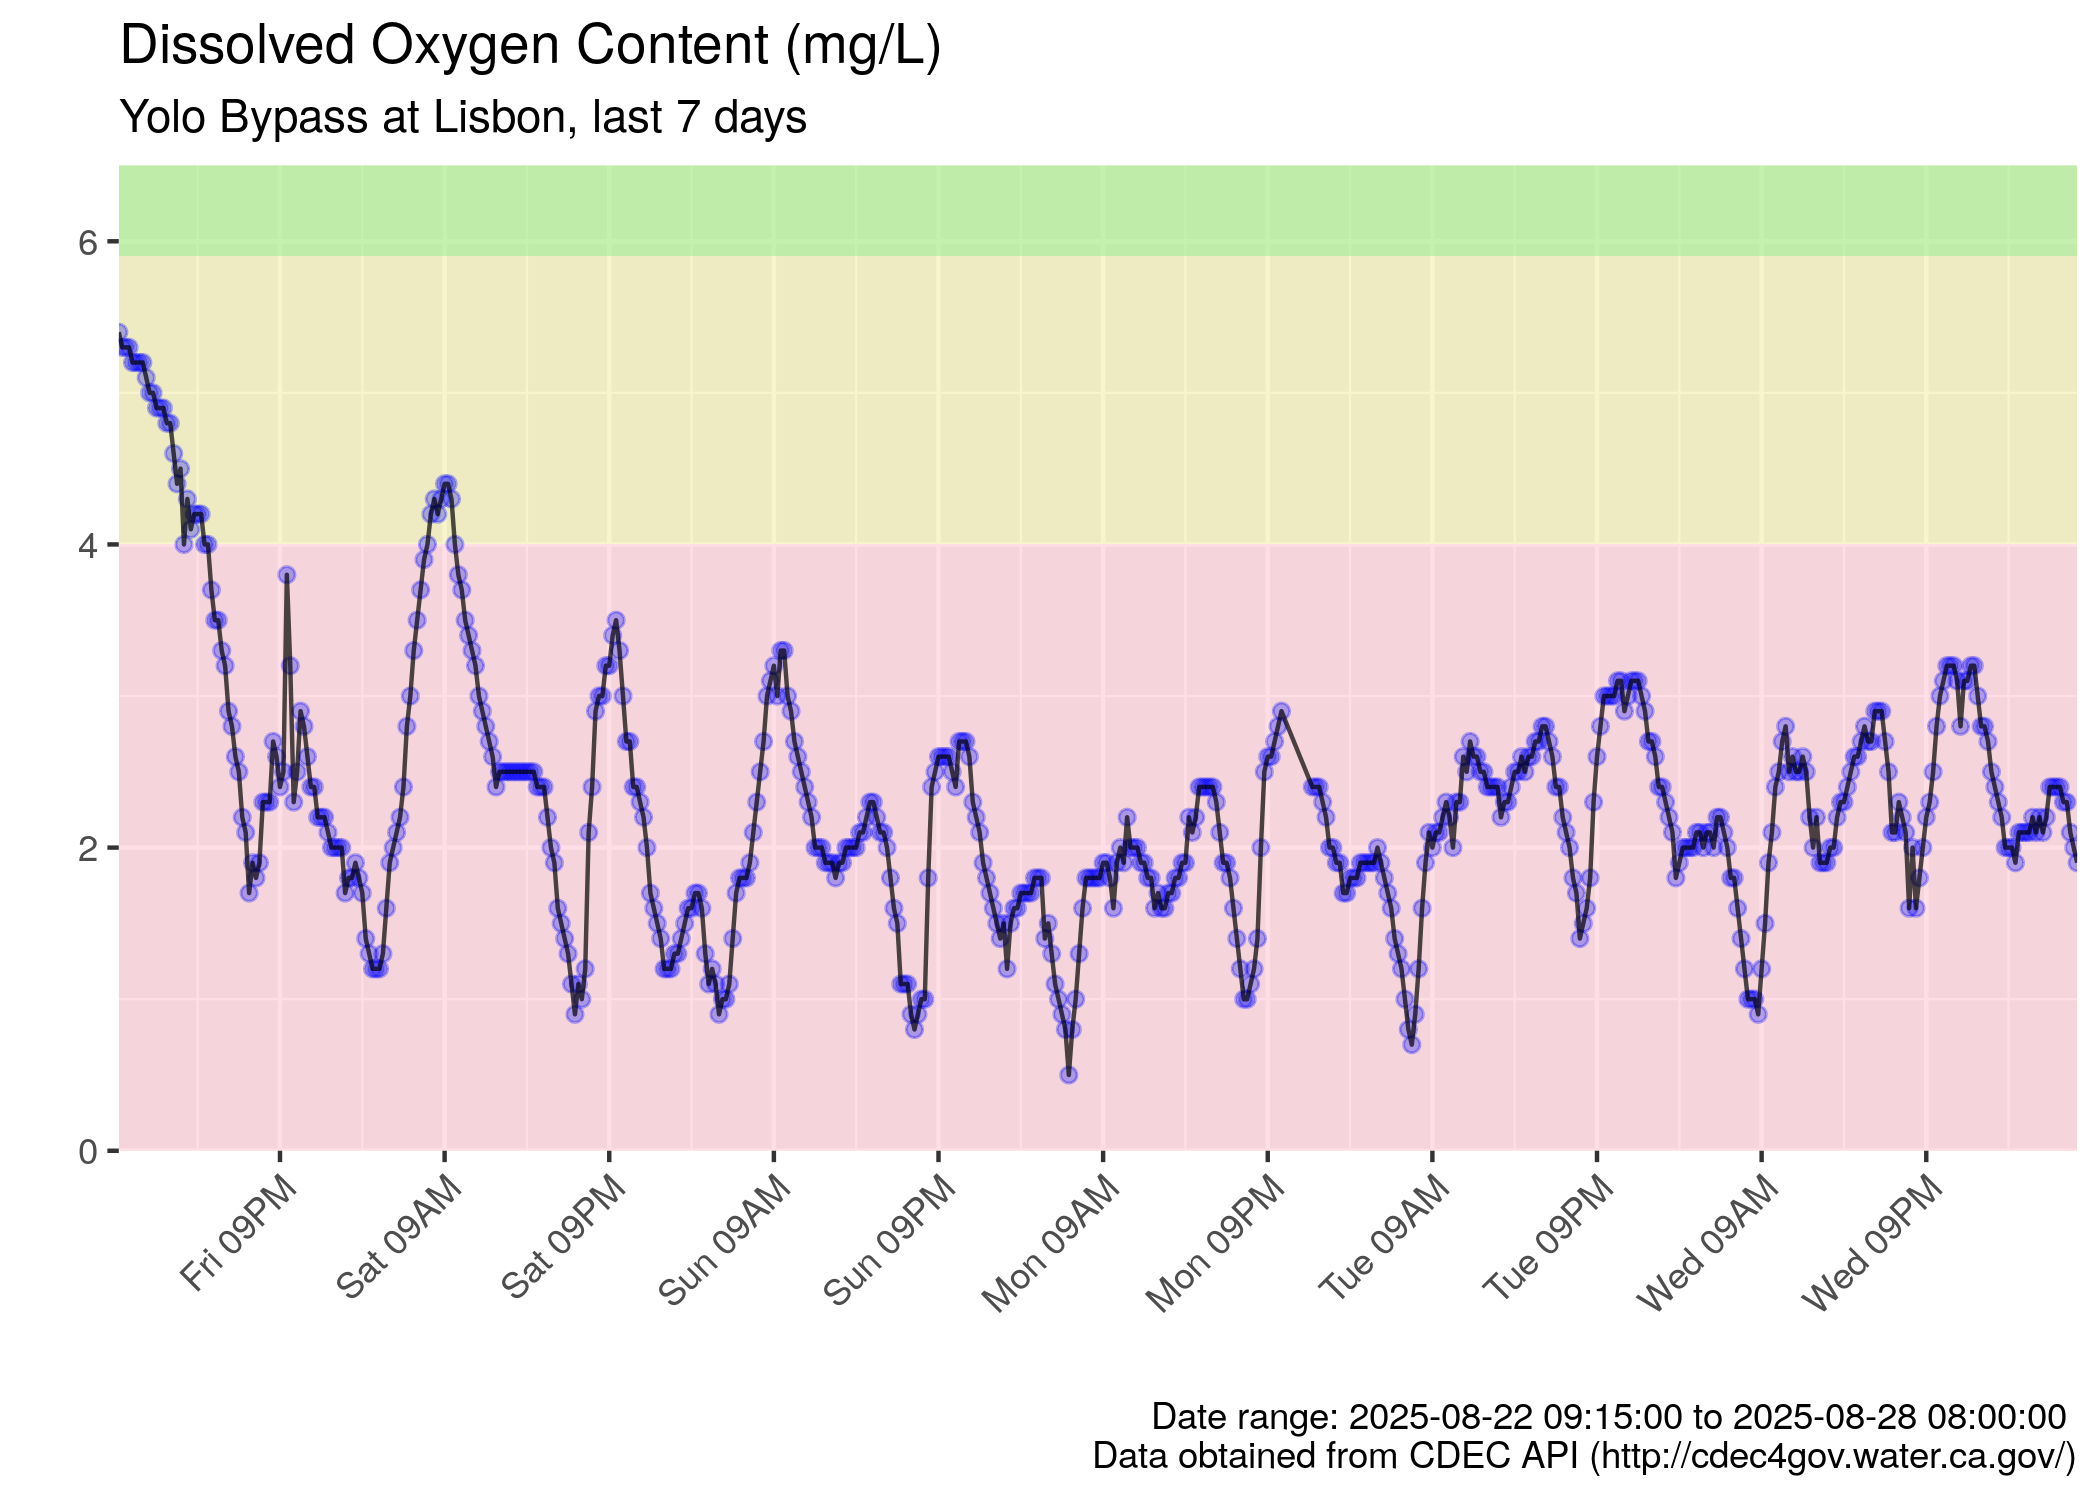 Dissolved Oxygen Content (mg/L)
Yolo Bypass at Lisbon, last 7 days
6
4
2
0
Fri 09PM
Sat 09AM
Sat 09PM
Sun 09AM
Sun 09PM
Mon 09AM
Mon 09PM
Tue 09AM
Tue 09PM
Wed 09AM
Wed 09PM
Date range: 2025-08-22 09:15:00 to 2025-08-28 08:00:00
Data obtained from CDEC API (http://cdec4gov.water.ca.gov/)